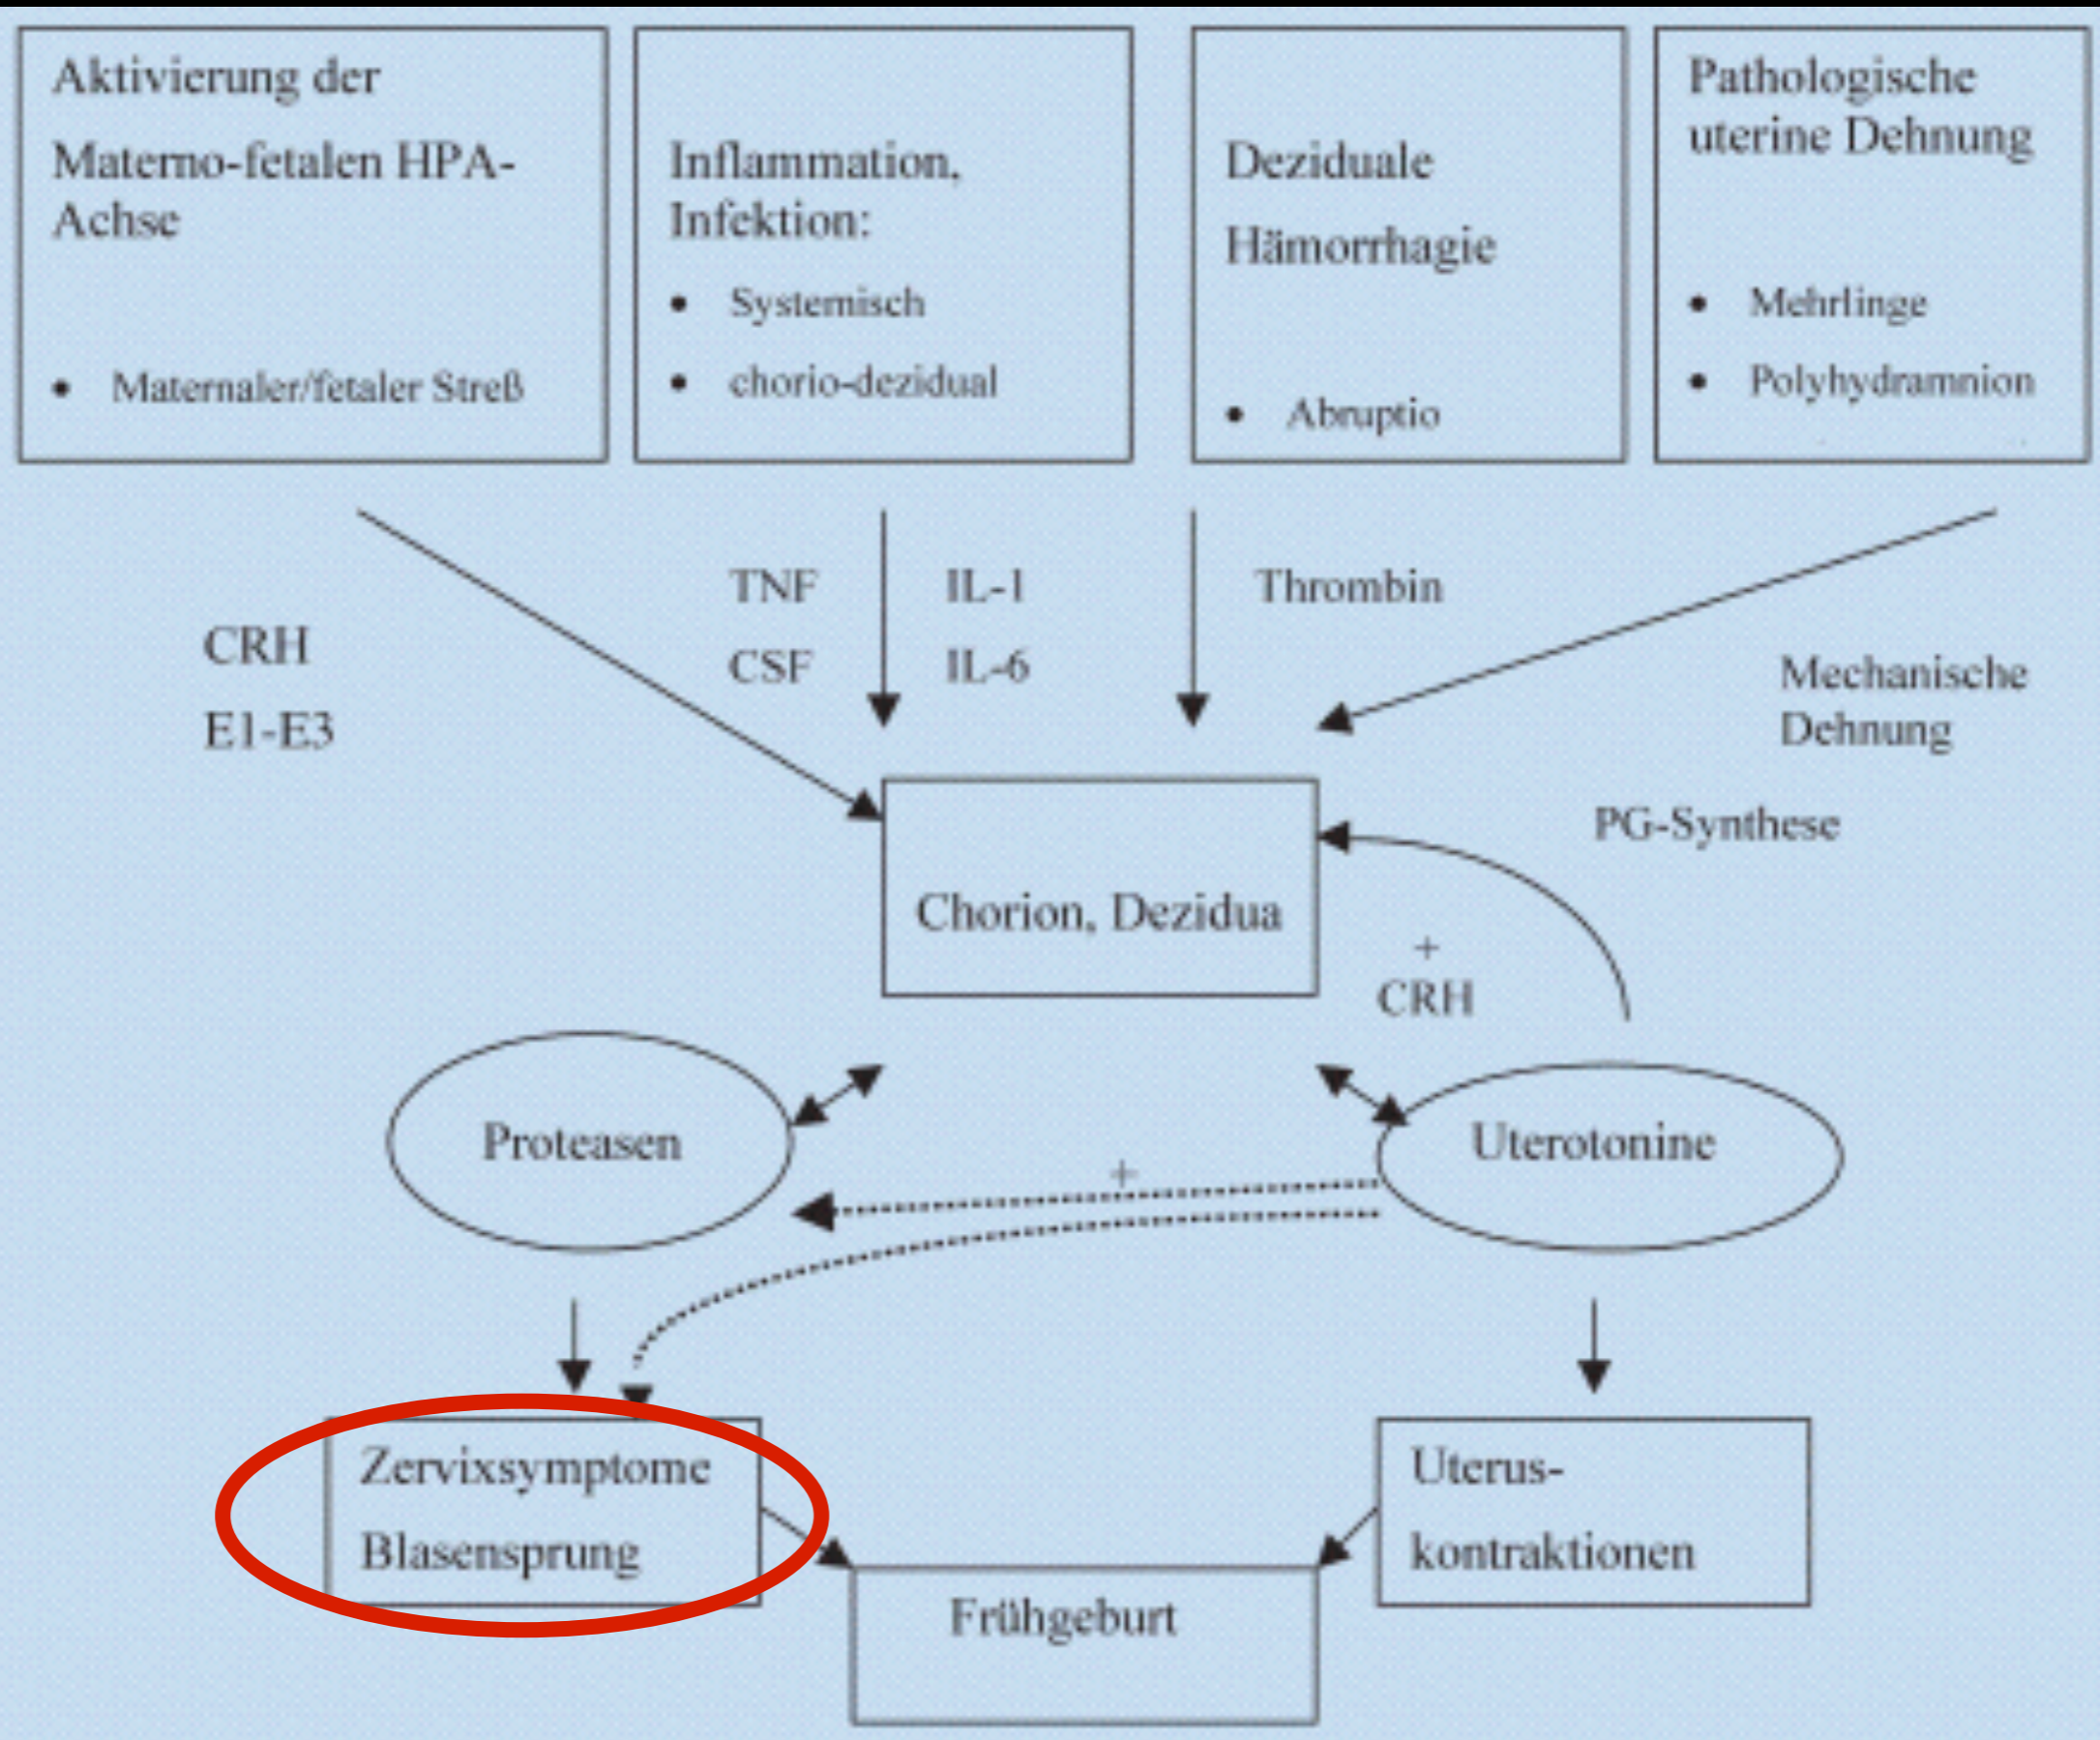 Aktivierung der
Materno-fetalen HPA-
Achse
• Maternaler/fetaler Streß
Inflammation,
Infektion:
• Systemisch
• chorio-dezidual
Deziduale
Hämorrhagie
• Abruptio
Pathologische
uterine Dehnung
• Mehrlinge
• Polyhydramnion
CRH
E1-E3
TNF IL-1
CSF IL-6
Thrombin
Mechanische
Dehnung
PG-Synthese
Chorion, Dezidua
+
CRH
Proteasen
+
Uterotonine
Zervixsymptome
Blasensprung
Uterus-
kontraktionen
Frühgeburt